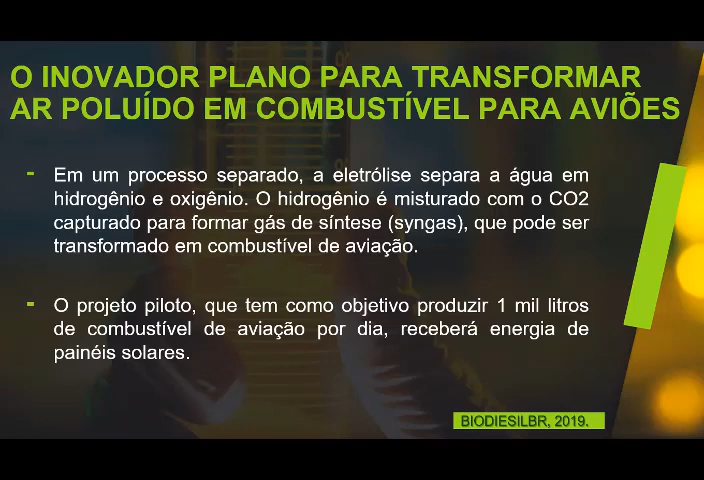 O INOVADOR PLANO PARA TRANSFORMAR
AR POLUÍDO EM COMBUSTÍVEL PARA AVIÕES
- Em um processo separado, a eletrólise separa a água em
hidrogênio e oxigênio. O hidrogênio é misturado com o CO2
capturado para formar gás de síntese (syngas), que pode ser
transformado em combustível de aviação.
- O projeto piloto, que tem como objetivo produzir 1 mil litros
de combustível de aviação por dia, receberá energia de
painéis solares.
BIODIESILBR, 2019.